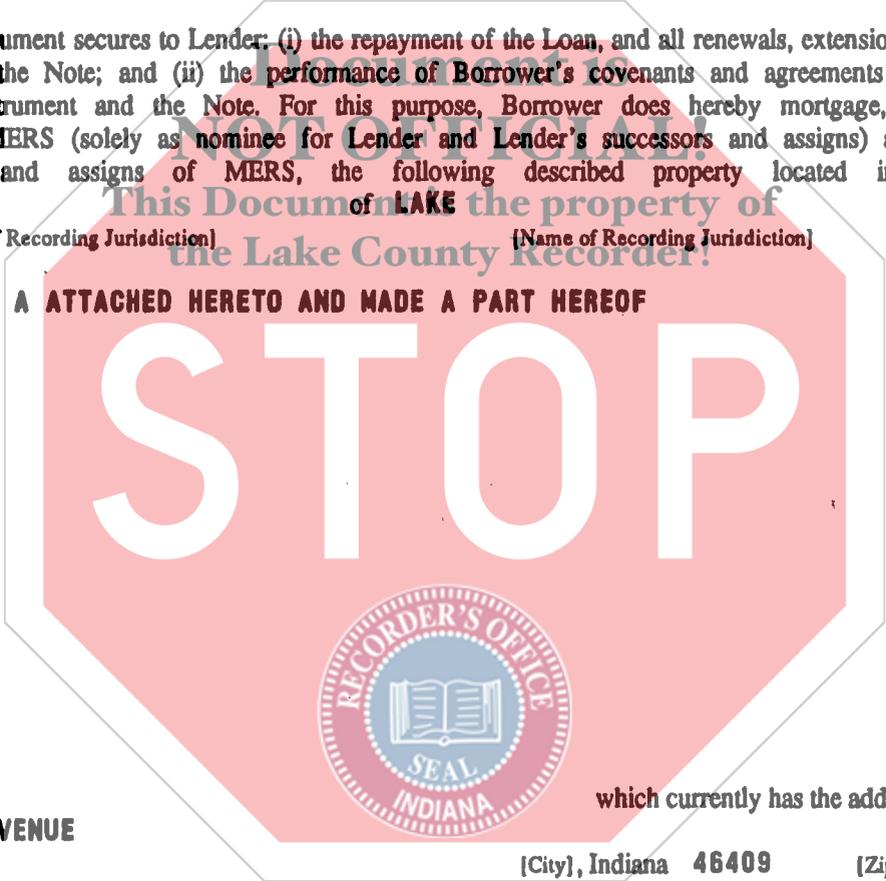 ument secures to Lender: (i) the repayment of the Loan, and all renewals, extensio
the Note; and (ii) the performance of Borrower's covenants and agreements
trument and the Note. For this purpose, Borrower does hereby mortgage,
MERS (solely as nominee for Lender and Lender's successors and assigns) a
and assigns of MERS, the following described property located in
of LAKE
Recording Jurisdiction] [Name of Recording Jurisdiction]
A ATTACHED HERETO AND MADE A PART HEREOF
Document is
NOT OFFICIAL!
This Document is the property of
the Lake County Recorder!
STOP
RECORDER'S OFFICE
SEAL
INDIANA
which currently has the add
VENUE
[City], Indiana 46409 [Zi